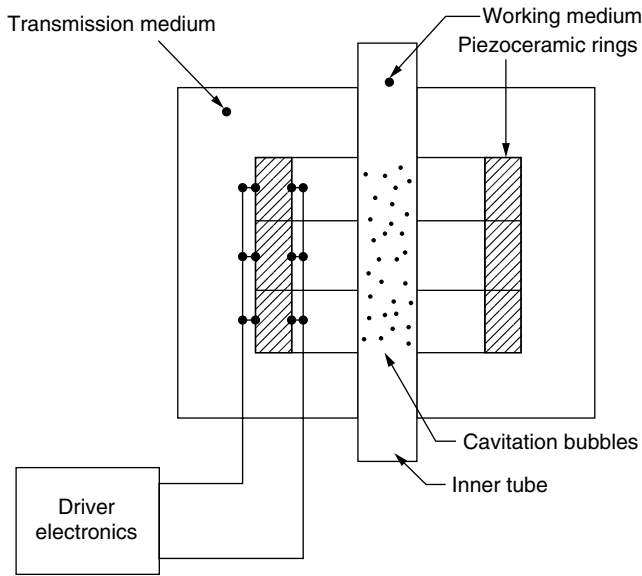 Transmission medium
Working medium
Piezoceramic rings
Cavitation bubbles
Inner tube
Driver
electronics